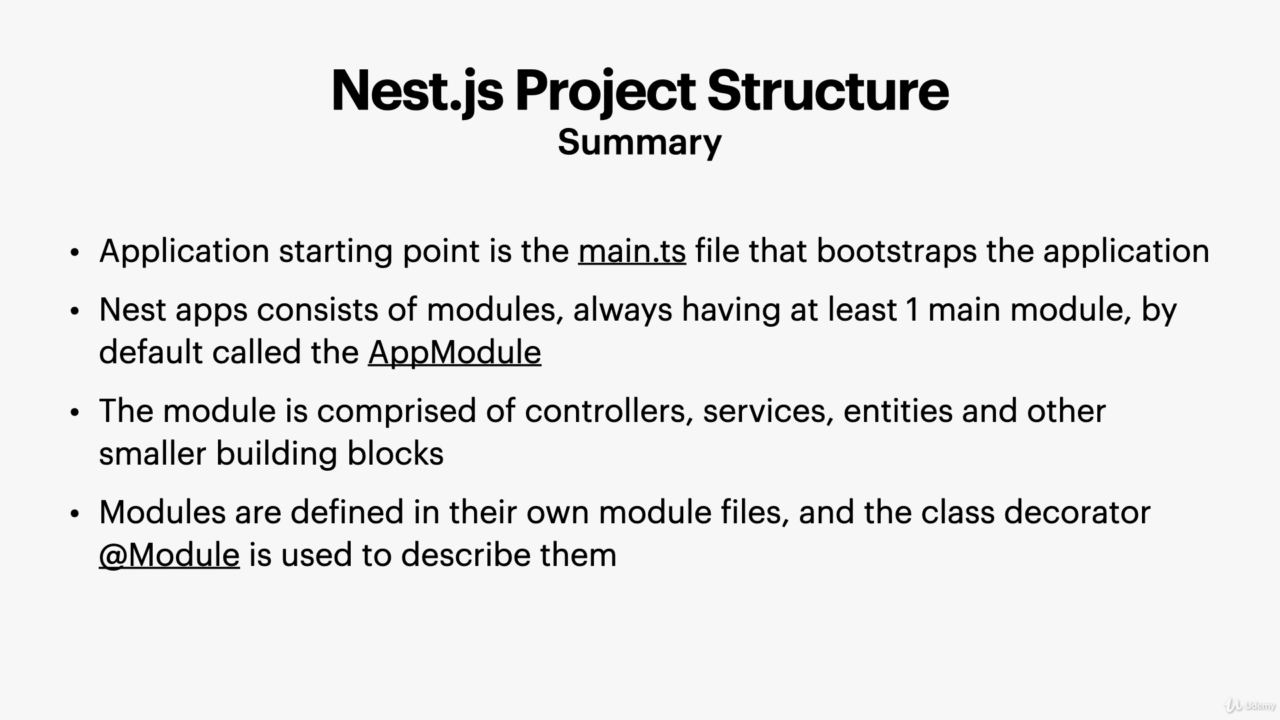 Nest.js Project Structure
Summary
• Application starting point is the main.ts file that bootstraps the application
• Nest apps consists of modules, always having at least 1 main module, by
default called the AppModule
• The module is comprised of controllers, services, entities and other
smaller building blocks
• Modules are defined in their own module files, and the class decorator
@Module is used to describe them
Udemy